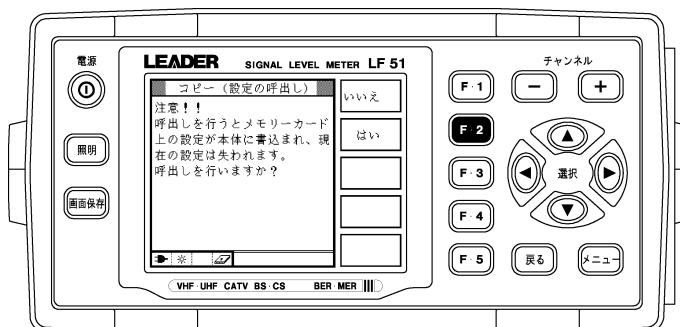 電源
LEADER SIGNAL LEVEL METER LF 51
チャンネル
コピー (設定の呼出し)
注意！！
呼出しを行うとメモリーカード
上の設定が本体に書込まれ、現
在の設定は失われます。
呼出しを行いますか？
いいえ
はい
照明
画面保存
F・1
F・2
F・3
F・4
F・5
－
＋
選択
戻る
メニュー
VHF・UHF CATV BS・CS BER・MER